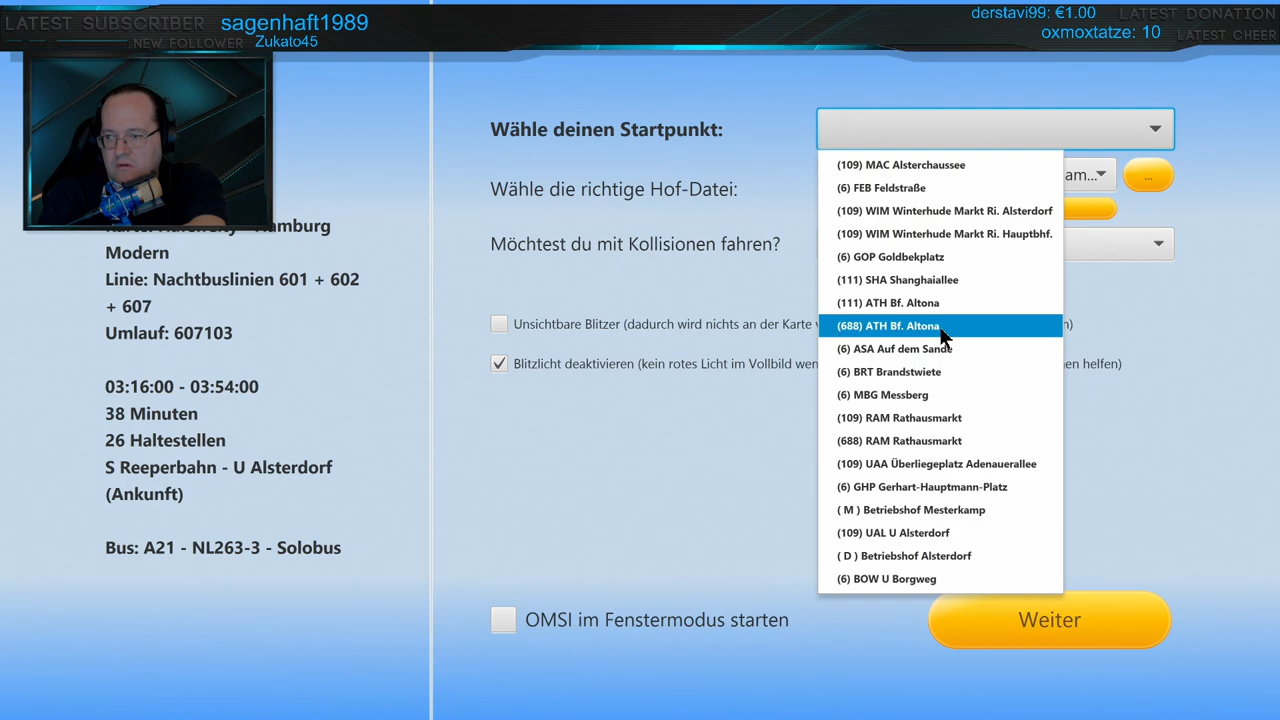 LATEST SUBSCRIBER
sagenhaft1989
NEW FOLLOWER
Zukato45
derstavi99: €1.00
LATEST DONATION
oxmoxtatze: 10
LATEST CHEER
Modern
Linie: Nachtbuslinien 601 + 602
+ 607
Umlauf: 607103
03:16:00 - 03:54:00
38 Minuten
26 Haltestellen
S Reeperbahn - U Alsterdorf
(Ankunft)
Bus: A21 - NL263-3 - Solobus
Wähle deinen Startpunkt:
Wähle die richtige Hof-Datei:
am...
...
Möchtest du mit Kollisionen fahren?
(109) MAC Alsterchaussee
(6) FEB Feldstraße
(109) WIM Winterhude Markt Ri. Alsterdorf
(109) WIM Winterhude Markt Ri. Hauptbhf.
(6) GOP Goldbekplatz
(111) SHA Shanghaiallee
(111) ATH Bf. Altona
(688) ATH Bf. Altona
(6) ASA Auf dem Sande
(6) BRT Brandstwiete
(6) MBG Messberg
(109) RAM Rathausmarkt
(688) RAM Rathausmarkt
(109) UAA Überliegeplatz Adenauerallee
(6) GHP Gerhart-Hauptmann-Platz
( M ) Betriebshof Mesterkamp
(109) UAL U Alsterdorf
( D ) Betriebshof Alsterdorf
(6) BOW U Borgweg
Unsichtbare Blitzer (dadurch wird nichts an der Karte
Blitzlicht deaktivieren (kein rotes Licht im Vollbild wen
en helfen)
OMSI im Fenstermodus starten
Weiter